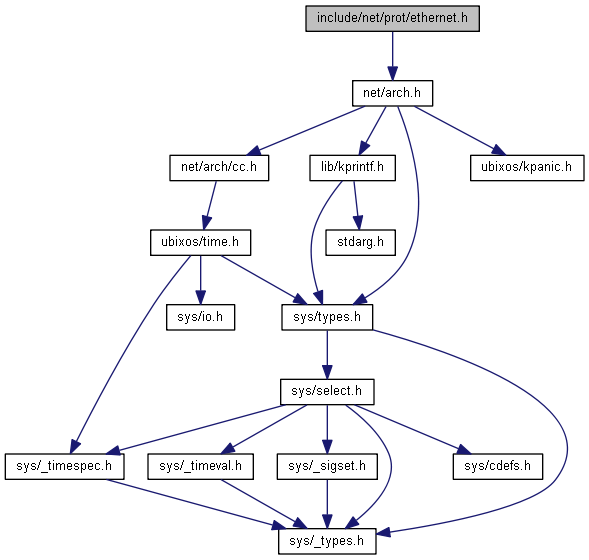 include/net/prot/ethernet.h
net/arch.h
net/arch/cc.h
lib/kprintf.h
ubixos/kpanic.h
ubixos/time.h
stdarg.h
sys/io.h
sys/types.h
sys/select.h
sys/_timespec.h
sys/_timeval.h
sys/_sigset.h
sys/cdefs.h
sys/_types.h